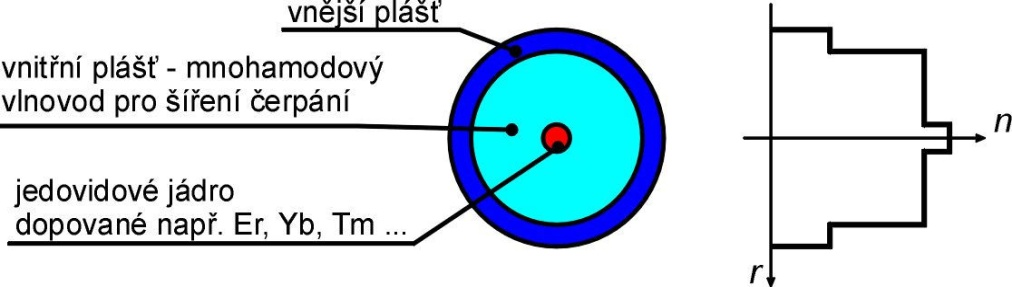 vnější plášť
vnitřní plášť - mnohamodový
vlnovod pro šíření čerpání
jedovidové jádro
dopované např. Er, Yb, Tm ...
n
r